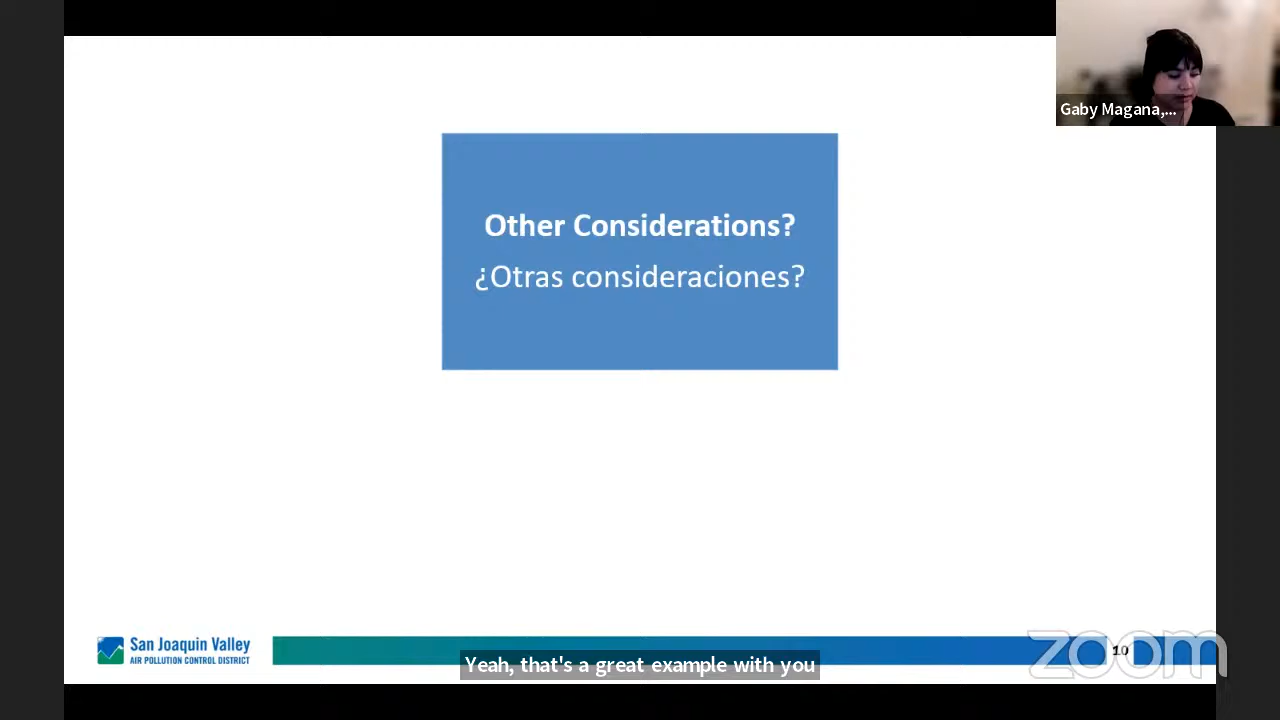 Gaby Magana,...
Other Considerations?
¿Otras consideraciones?
San Joaquin Valley
AIR POLLUTION CONTROL DISTRICT
Yeah, that's a great example with you
10
zoom